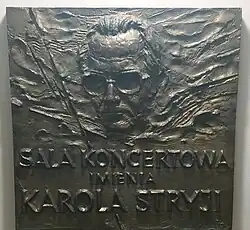 SALA KONCERTOWA
IMIENIA
KAROLA STRYJI